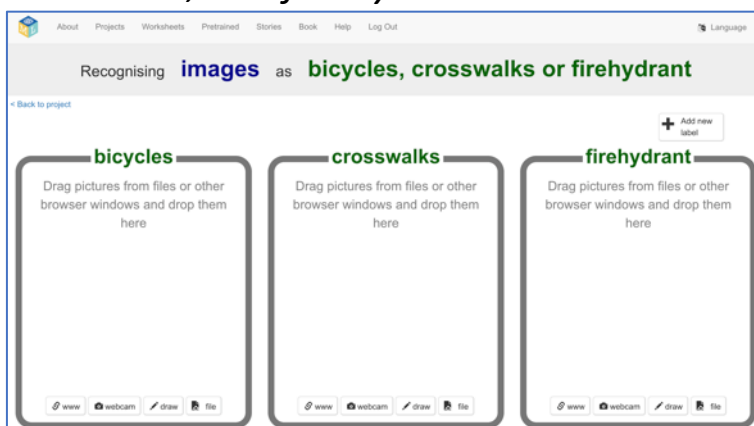 About Projects Worksheets Pretrained Stories Book Help Log Out Language
Recognising images as bicycles, crosswalks or firehydrant
< Back to project
Add new
label
bicycles crosswalks firehydrant
Drag pictures from files or other
browser windows and drop them
here
Drag pictures from files or other
browser windows and drop them
here
Drag pictures from files or other
browser windows and drop them
here
www webcam draw file
www webcam draw file
www webcam draw file